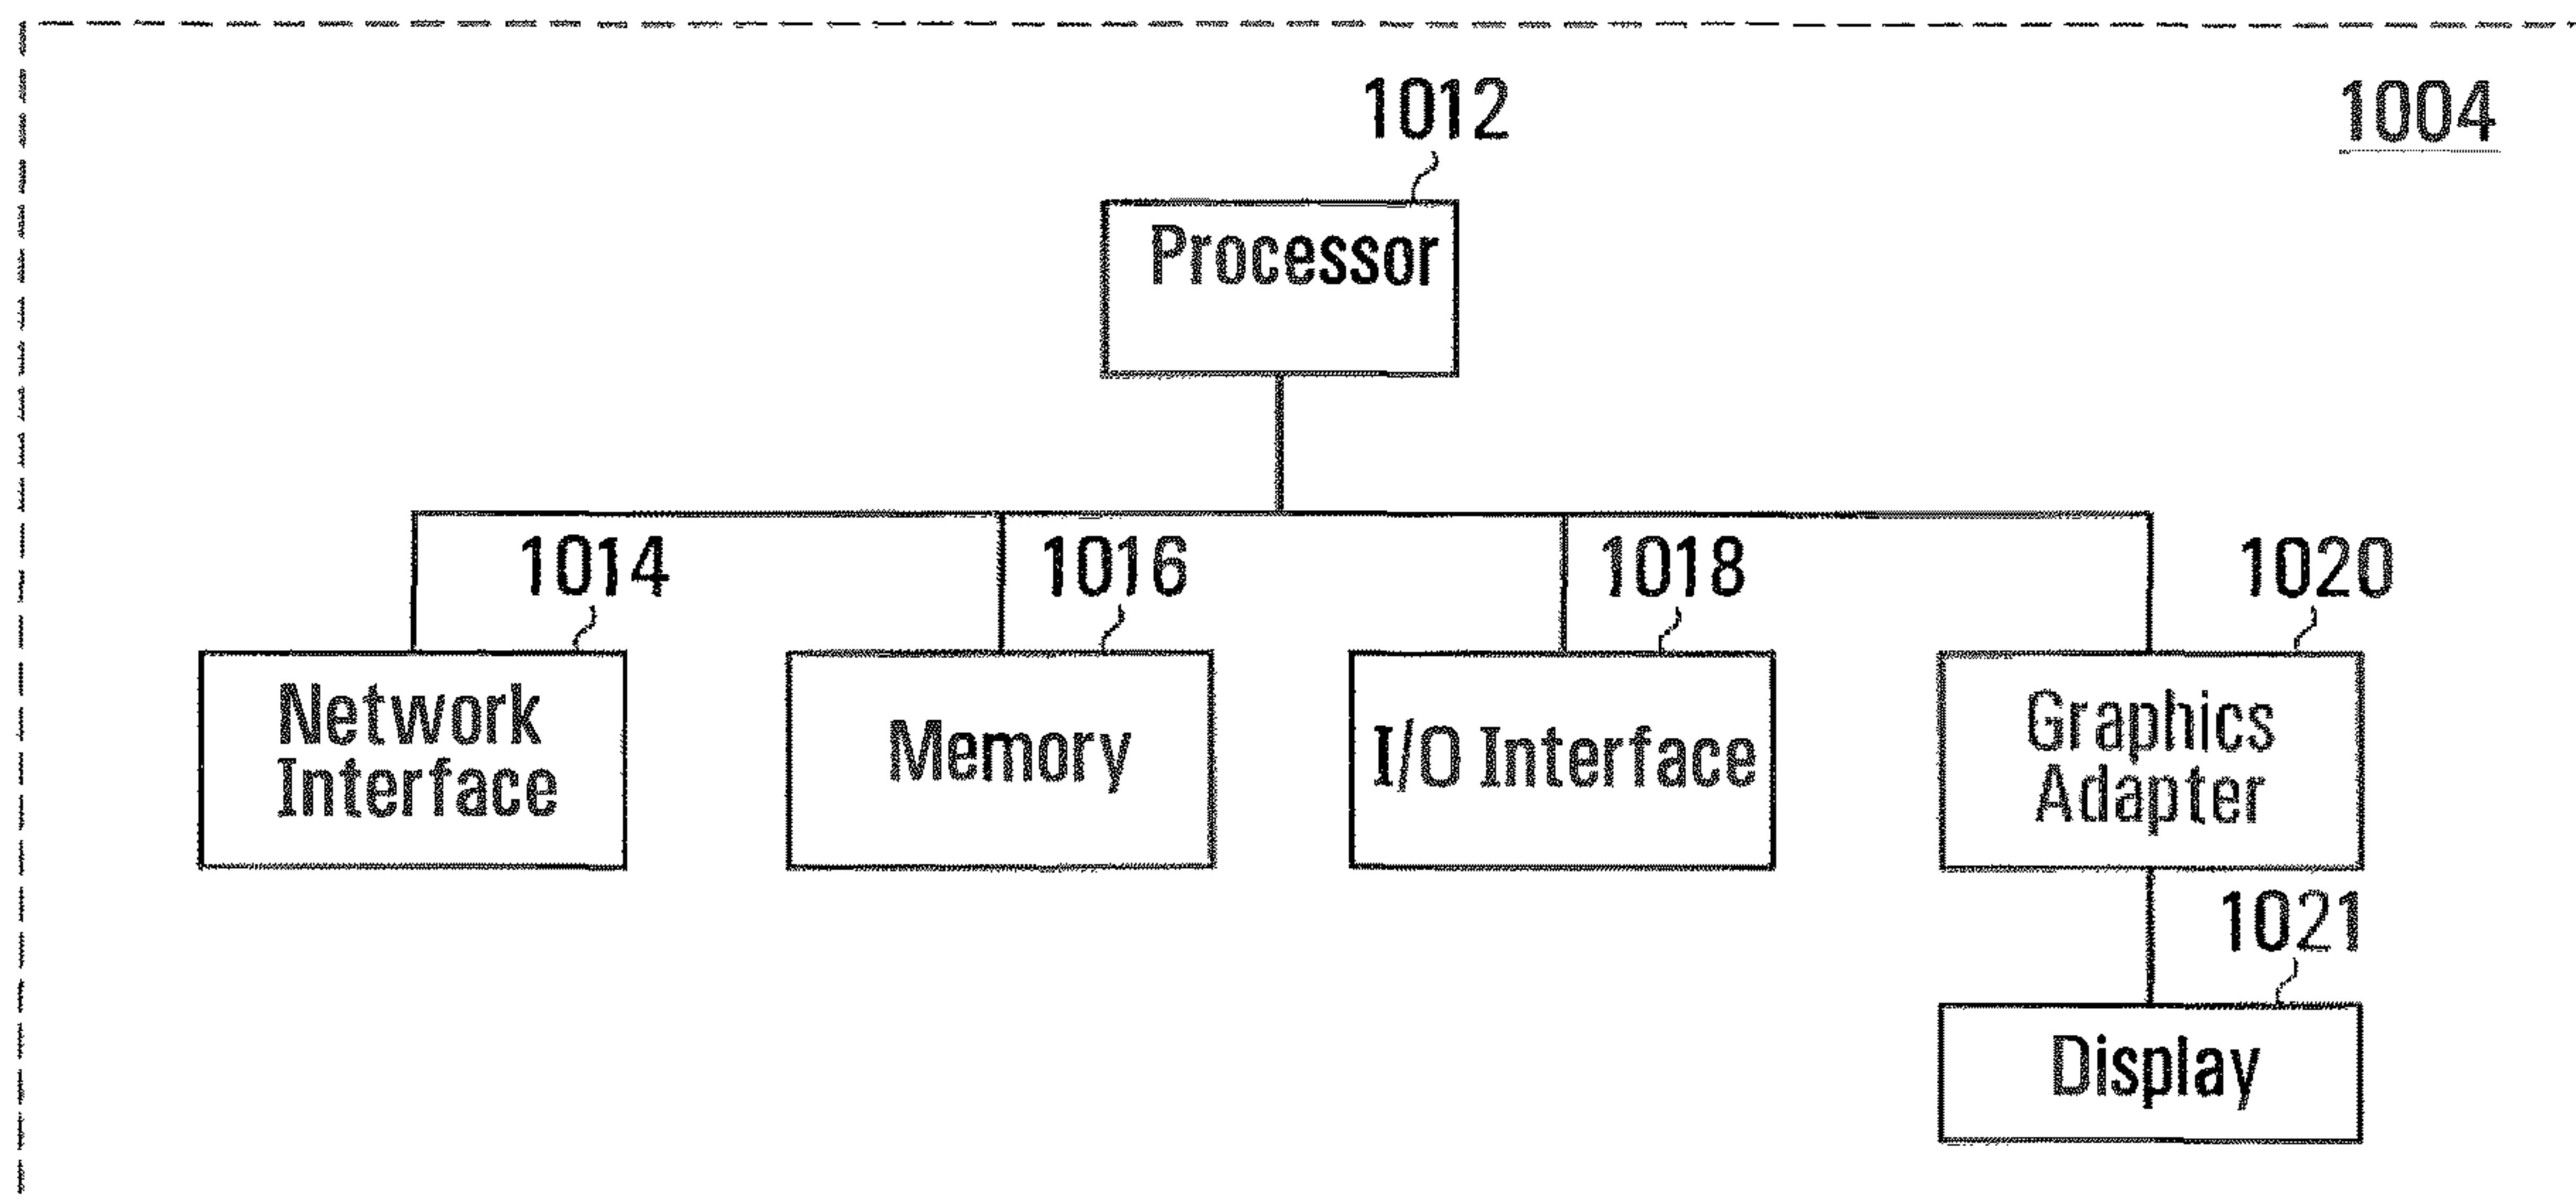 1012
1004
Processor
1014
1016
1018
1020
Network
Interface
Memory
I/O Interface
Graphics
Adapter
1021
Display